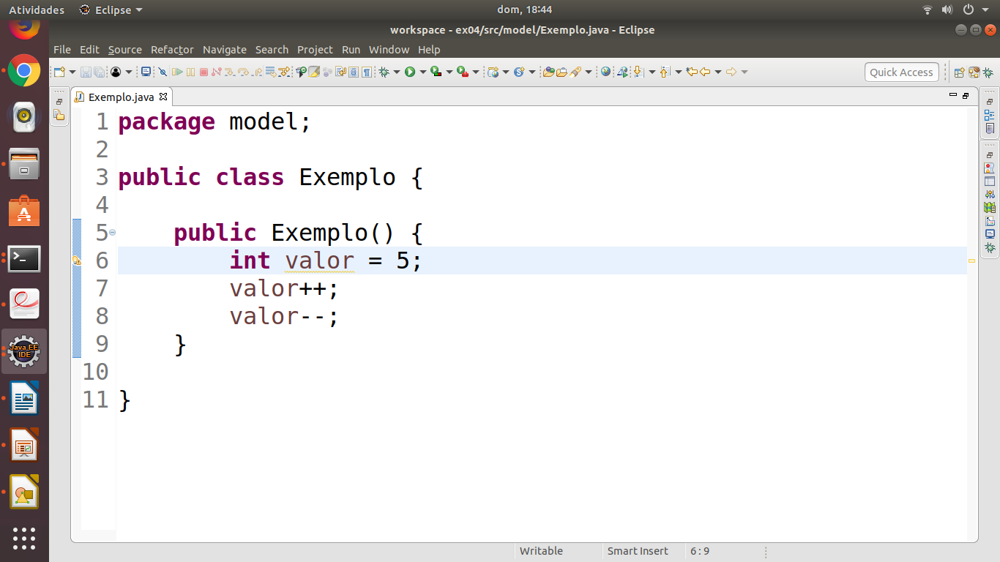 Atividades Eclipse dom, 18:44
workspace - ex04/src/model/Exemplo.java - Eclipse
File Edit Source Refactor Navigate Search Project Run Window Help
Quick Access
Exemplo.java
1 package model;
2
3 public class Exemplo {
4
5 public Exemplo() {
6 int valor = 5;
7 valor++;
8 valor--;
9 }
10
11 }
Java EE
IDE
Writable Smart Insert 6 : 9